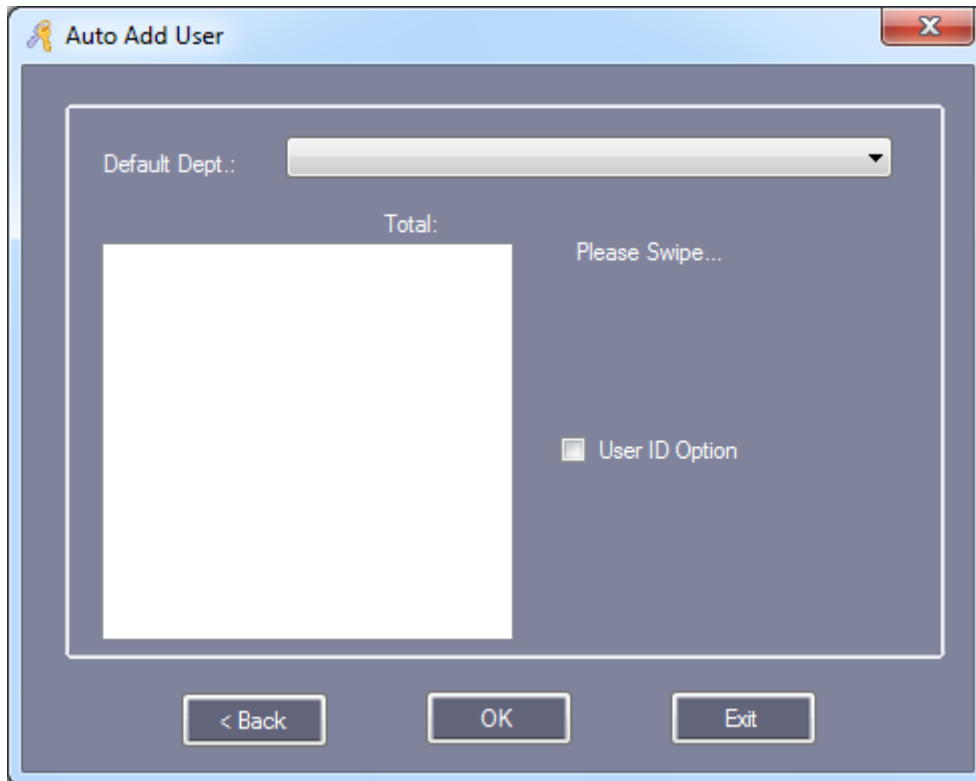 Auto Add User
Default Dept.:
Total:
Please Swipe...
User ID Option
< Back
OK
Exit